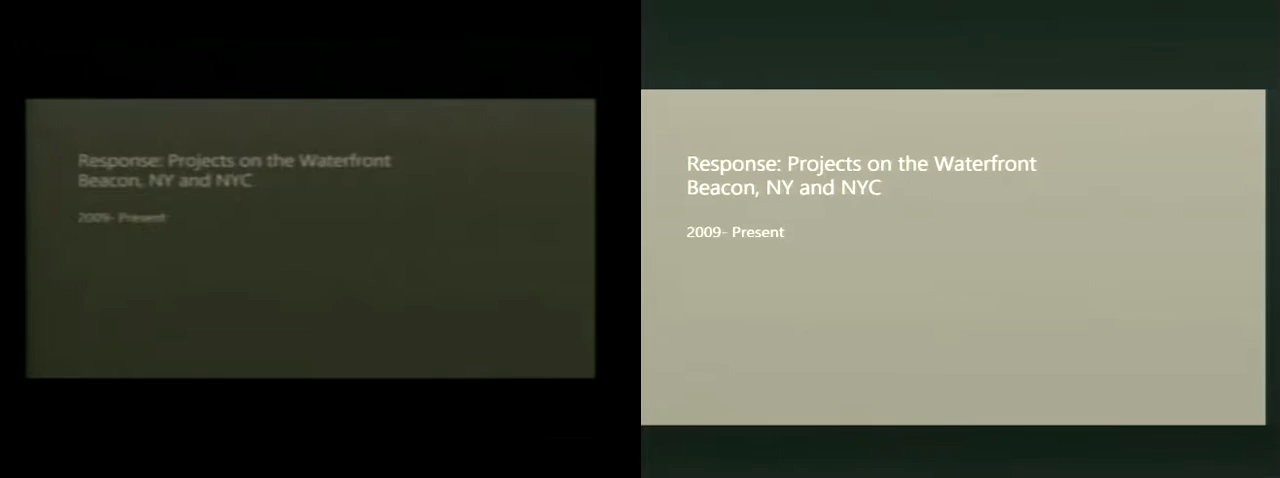 Response: Projects on the Waterfront
Beacon, NY and NYC
2009- Present
Response: Projects on the Waterfront
Beacon, NY and NYC
2009- Present